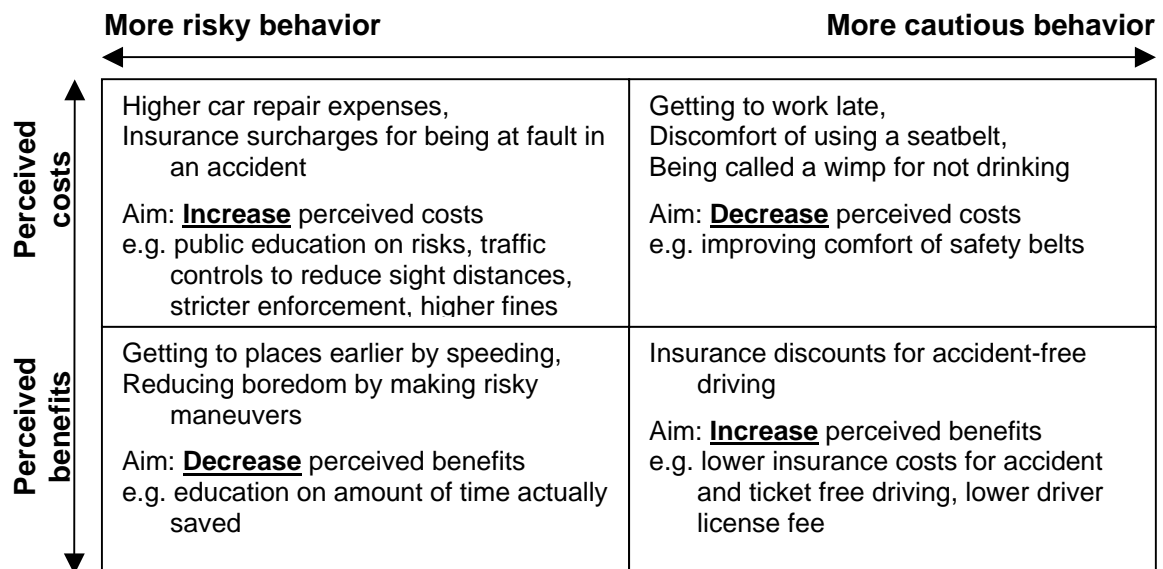 More risky behavior
More cautious behavior
Perceived
costs
Higher car repair expenses,
Insurance surcharges for being at fault in
an accident
Aim: Increase perceived costs
e.g. public education on risks, traffic
controls to reduce sight distances,
stricter enforcement, higher fines
Getting to work late,
Discomfort of using a seatbelt,
Being called a wimp for not drinking
Aim: Decrease perceived costs
e.g. improving comfort of safety belts
Perceived
benefits
Getting to places earlier by speeding,
Reducing boredom by making risky
maneuvers
Aim: Decrease perceived benefits
e.g. education on amount of time actually
saved
Insurance discounts for accident-free
driving
Aim: Increase perceived benefits
e.g. lower insurance costs for accident
and ticket free driving, lower driver
license fee